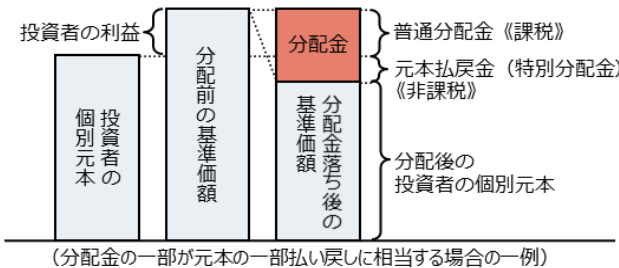 投資者の利益
分配金
普通分配金《課税》
元本払戻金（特別分配金）
《非課税》
投資者の
個別元本
分配前の基準価額
分配金落ち後の
基準価額
分配後の
投資者の個別元本
（分配金の一部が元本の一部払い戻しに相当する場合の一例）